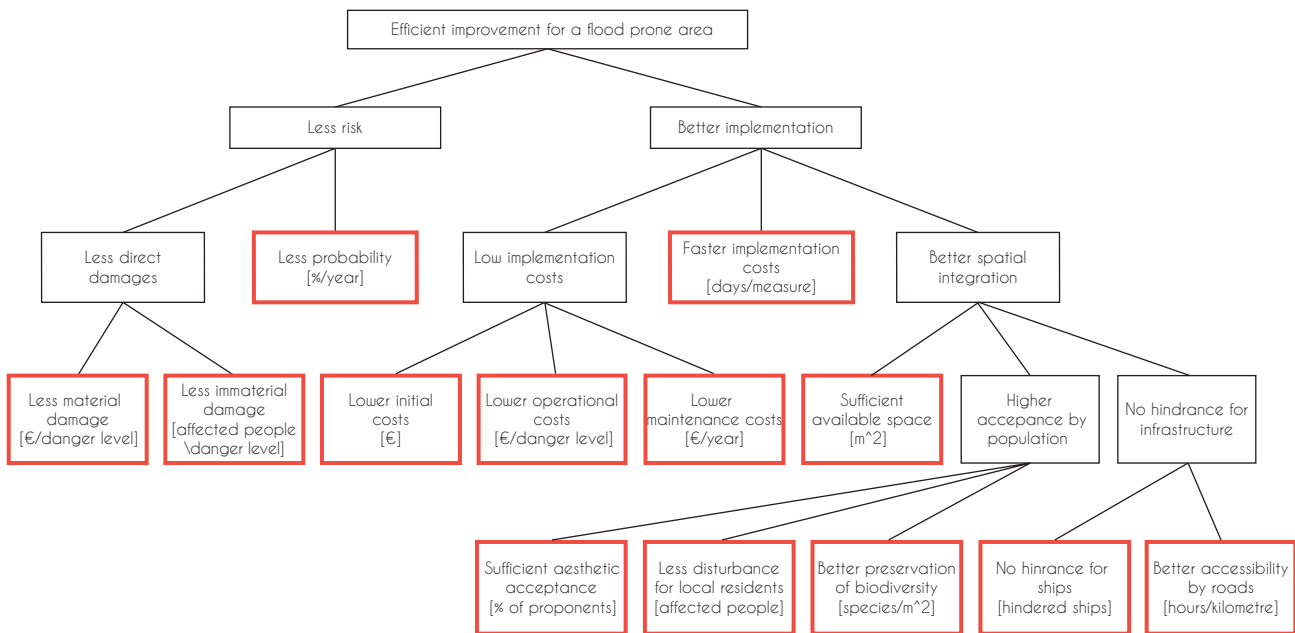 Efficient improvement for a flood prone area
Less risk
Better implementation
Less direct
damages
Less probability
[%/year]
Low implementation
costs
Faster implementation
costs
[days/measure]
Better spatial
integration
Less material
damage
[€/danger level]
Less immaterial
damage
[affected people
\danger level]
Lower initial
costs
[€]
Lower operational
costs
[€/danger level]
Lower
maintenance costs
[€/year]
Sufficient
available space
[m^2]
Higher
accepance by
population
No hindrance for
infrastructure
Sufficient aesthetic
acceptance
[% of proponents]
Less disturbance
for local residents
[affected people]
Better preservation
of biodiversity
[species/m^2]
No hinrance for
ships
[hindered ships]
Better accessibility
by roads
[hours/kilometre]